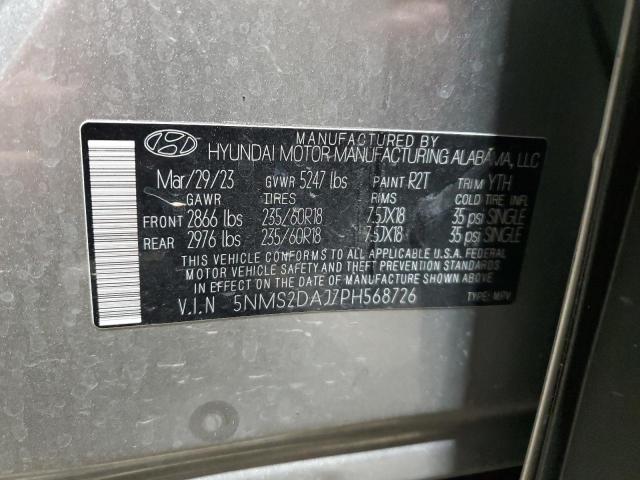 MANUFACTURED BY
HYUNDAI MOTOR MANUFACTURING ALABAMA, LLC
Mar/29/23 GVWR 5247 lbs PAINT R2T TRIM YTH
GAWR TIRES RIMS COLD TIRE INFL
FRONT 2866 lbs 235/60R18 7.5JX18 35 psi SINGLE
REAR 2976 lbs 235/60R18 7.5JX18 35 psi SINGLE
THIS VEHICLE CONFORMS TO ALL APPLICABLE U.S.A. FEDERAL
MOTOR VEHICLE SAFETY AND THEFT PREVENTION STANDARDS
IN EFFECT ON THE DATE OF MANUFACTURE SHOWN ABOVE.
V.I.N 5NMS2DAJ7PH568726 TYPE: MPV